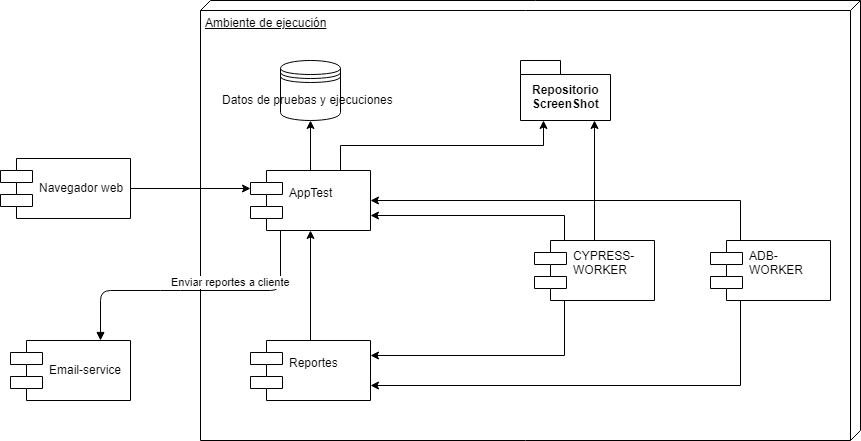 Ambiente de ejecución
Datos de pruebas y ejecuciones
Repositorio
ScreenShot
Navegador web
AppTest
CYPRESS-
WORKER
ADB-
WORKER
Enviar reportes a cliente
Email-service
Reportes